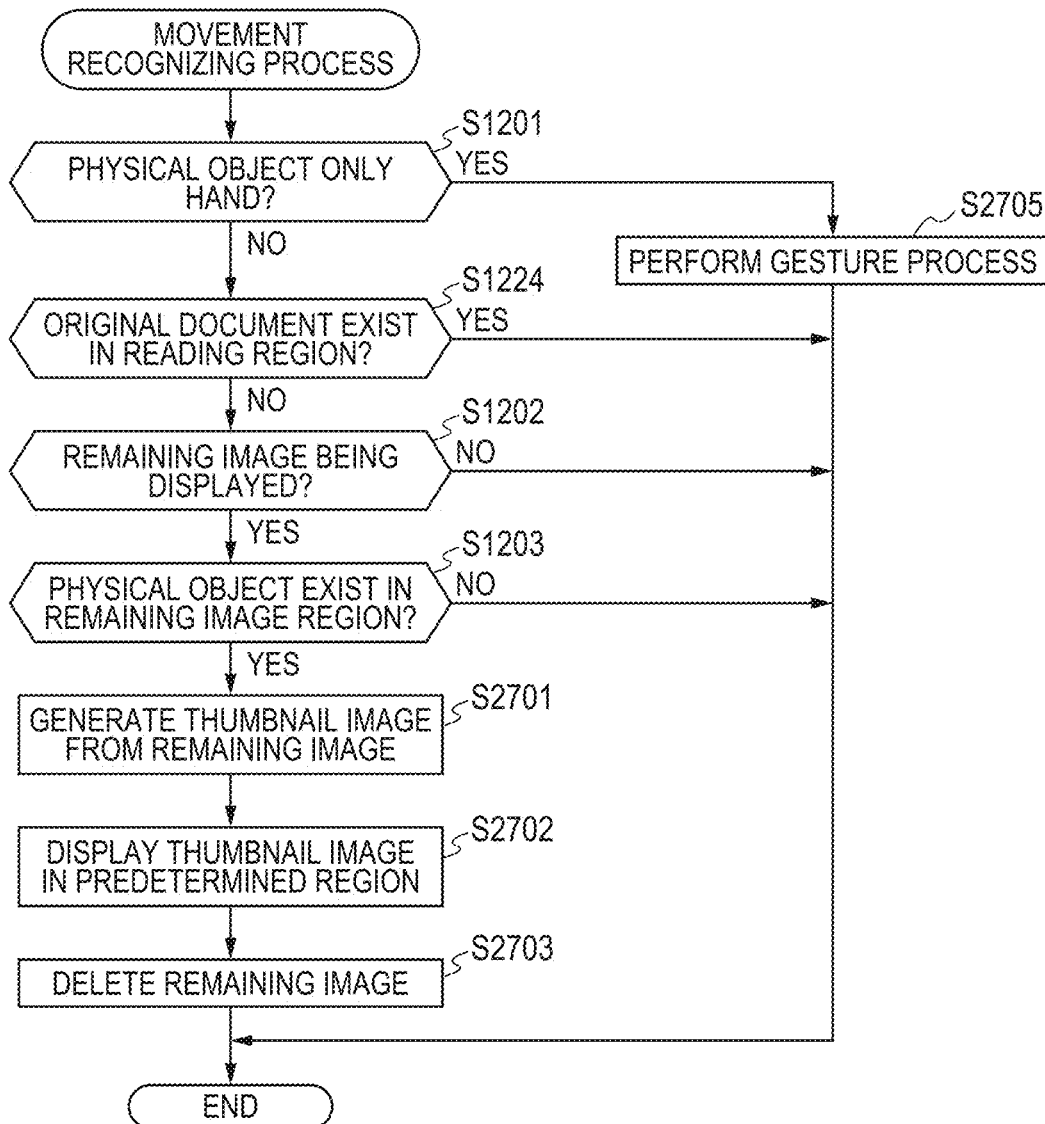 MOVEMENT
RECOGNIZING PROCESS
S1201
PHYSICAL OBJECT ONLY
HAND?
YES
NO
S2705
PERFORM GESTURE PROCESS
S1224
ORIGINAL DOCUMENT EXIST
IN READING REGION?
YES
NO
S1202
REMAINING IMAGE BEING
DISPLAYED?
NO
YES
S1203
PHYSICAL OBJECT EXIST IN
REMAINING IMAGE REGION?
NO
YES
S2701
GENERATE THUMBNAIL IMAGE
FROM REMAINING IMAGE
S2702
DISPLAY THUMBNAIL IMAGE
IN PREDETERMINED REGION
S2703
DELETE REMAINING IMAGE
END